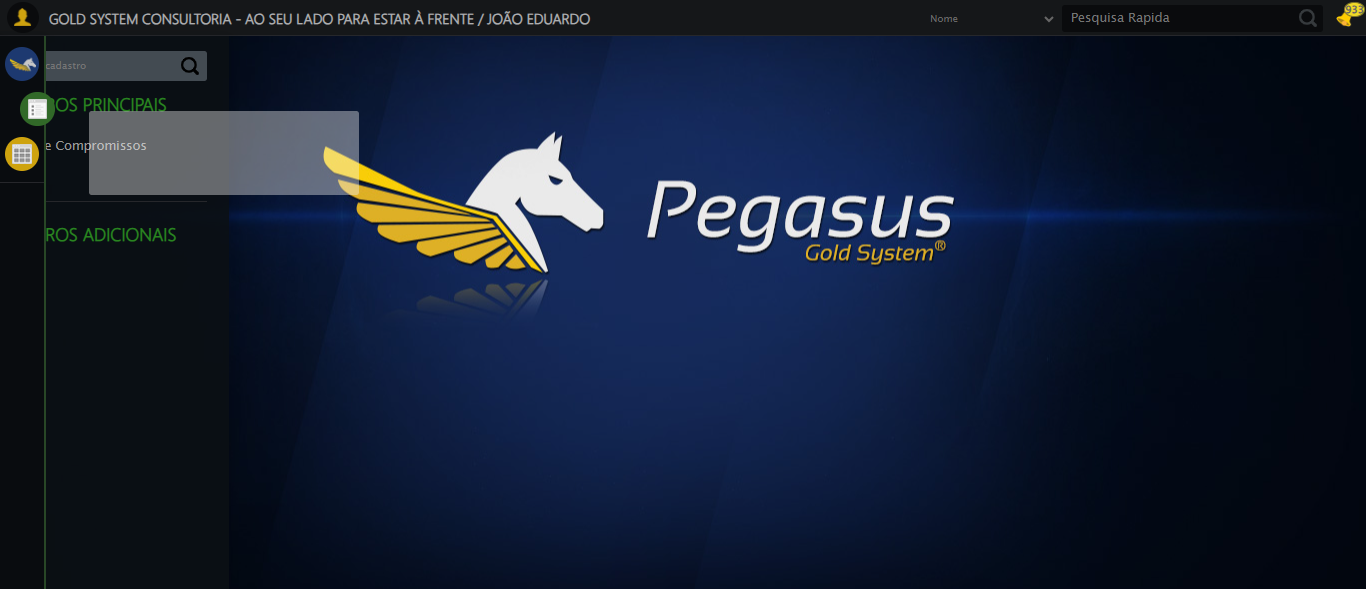 GOLD SYSTEM CONSULTORIA - AO SEU LADO PARA ESTAR À FRENTE / JOÃO EDUARDO
Nome
Pesquisa Rapida
933
cadastro
OS PRINCIPAIS
e Compromissos
ROS ADICIONAIS
Pegasus
Gold System®